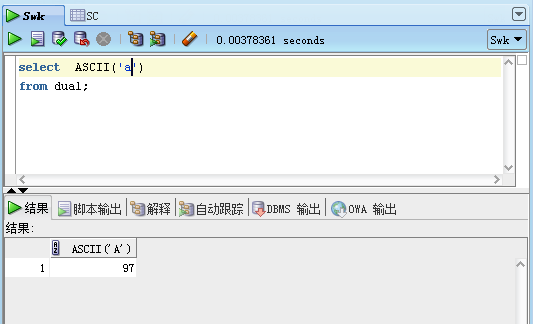 Swk SC
0.00378361 seconds Swk
select ASCII('a')
from dual;
结果 脚本输出 解释 自动跟踪 DBMS 输出 OWA 输出
结果:
ASCII('A')
1 97